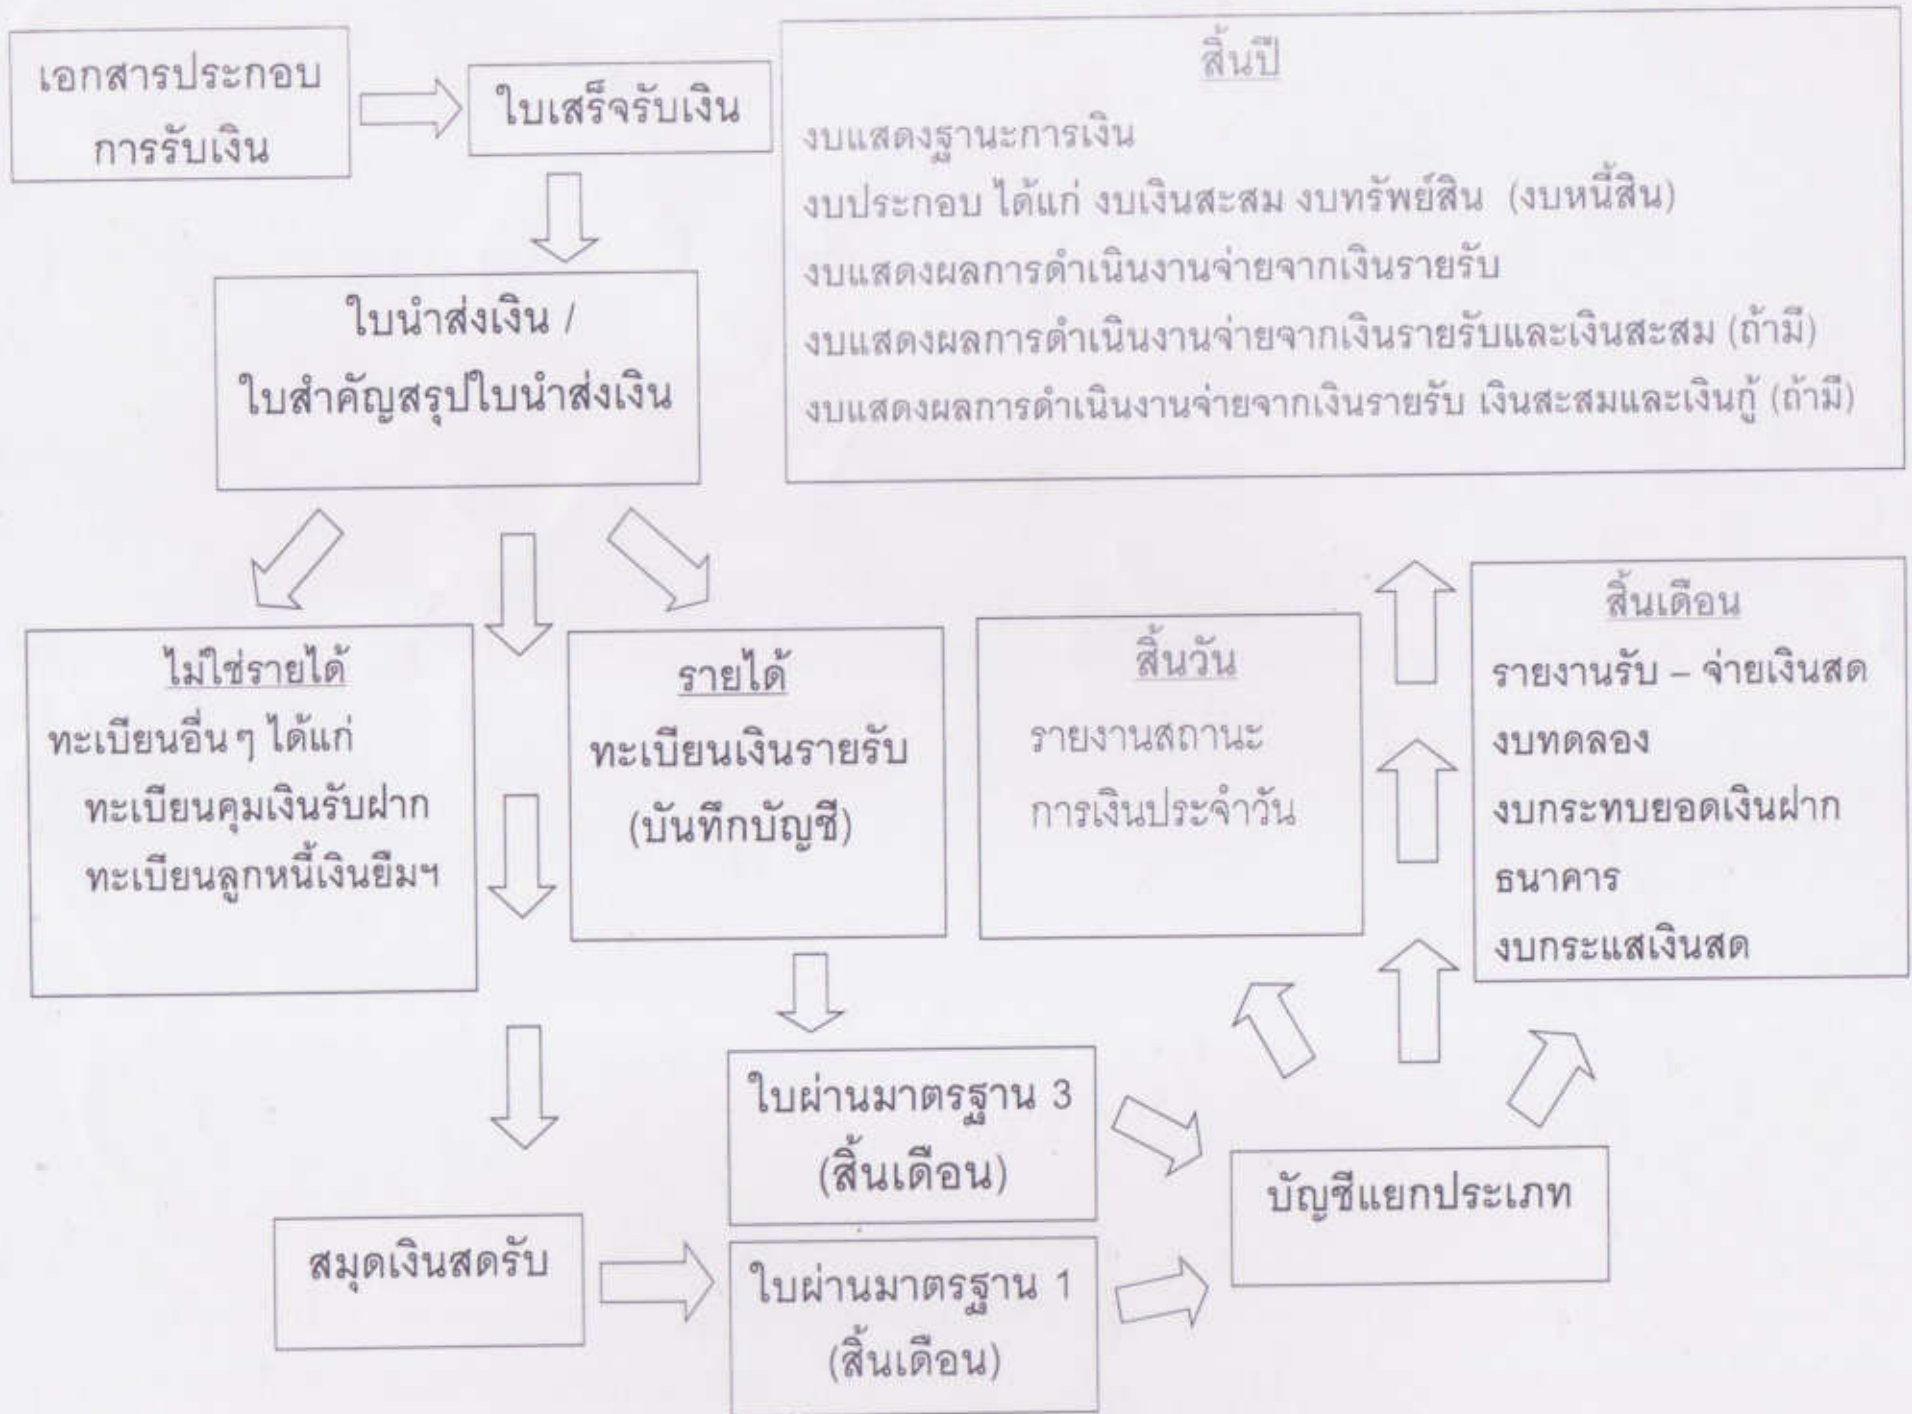 เอกสารประกอบ
การรับเงิน
ใบเสร็จรับเงิน
สิ้นปี
งบแสดงฐานะการเงิน
งบประกอบ ได้แก่ งบเงินสะสม งบทรัพย์สิน (งบหนี้สิน)
งบแสดงผลการดำเนินงานจ่ายจากเงินรายรับ
งบแสดงผลการดำเนินงานจ่ายจากเงินรายรับและเงินสะสม (ถ้ามี)
งบแสดงผลการดำเนินงานจ่ายจากเงินรายรับ เงินสะสมและเงินกู้ (ถ้ามี)
ใบนำส่งเงิน /
ใบสำคัญสรุปใบนำส่งเงิน
ไม่ใช่รายได้
ทะเบียนอื่นๆ ได้แก่
ทะเบียนคุมเงินรับฝาก
ทะเบียนลูกหนี้เงินยืมฯ
รายได้
ทะเบียนเงินรายรับ
(บันทึกบัญชี)
สิ้นวัน
รายงานสถานะ
การเงินประจำวัน
สิ้นเดือน
รายงานรับ – จ่ายเงินสด
งบทดลอง
งบกระทบยอดเงินฝาก
ธนาคาร
งบกระแสเงินสด
ใบผ่านมาตรฐาน 3
(สิ้นเดือน)
บัญชีแยกประเภท
สมุดเงินสดรับ
ใบผ่านมาตรฐาน 1
(สิ้นเดือน)